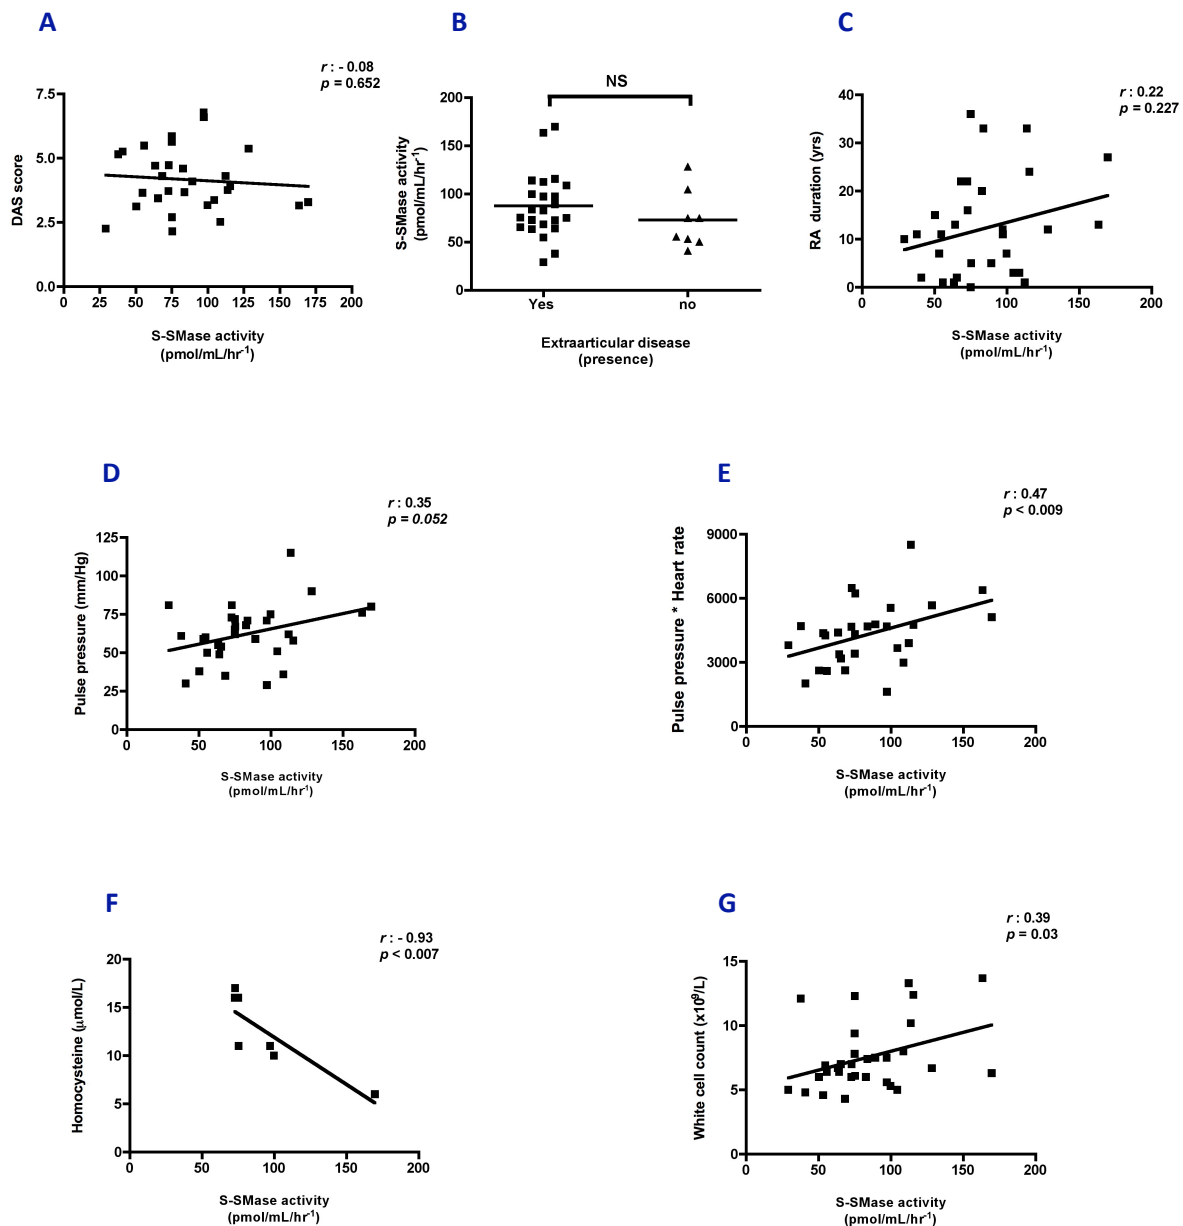 A
B
C
r : - 0.08
p = 0.652
7.5
5.0
2.5
0.0
DAS score
0 25 50 75 100 125 150 175 200
S-SMase activity
(pmol/mL/hr-1)
NS
200
150
100
50
0
S-SMase activity
(pmol/mL/hr-1)
Yes no
Extraarticular disease
(presence)
r : 0.22
p = 0.227
40
30
20
10
0
RA duration (yrs)
0 50 100 150 200
S-SMase activity
(pmol/mL/hr-1)
D
E
r : 0.35
p = 0.052
125
100
75
50
25
0
Pulse pressure (mm/Hg)
0 50 100 150 200
S-SMase activity
(pmol/mL/hr-1)
r : 0.47
p < 0.009
9000
6000
3000
0
Pulse pressure * Heart rate
0 50 100 150 200
S-SMase activity
(pmol/mL/hr-1)
F
G
r : - 0.93
p < 0.007
20
15
10
5
0
Homocysteine (μmol/L)
0 50 100 150 200
S-SMase activity
(pmol/mL/hr-1)
r : 0.39
p = 0.03
15
10
5
0
White cell count (x109/L)
0 50 100 150 200
S-SMase activity
(pmol/mL/hr-1)